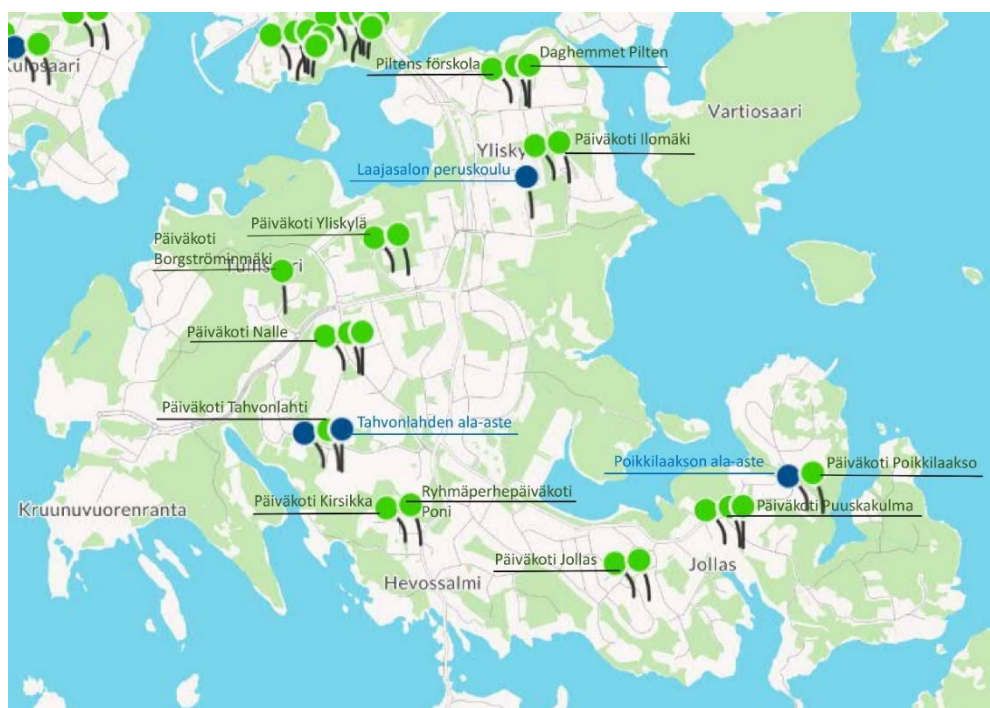 Kulosaari
Piltens förskola
Daghemmet Pilten
Vartiosaari
Päiväkoti Ilomäki
Ylisky
Laajasalon peruskoulu
Päiväkoti Yliskylä
Päiväkoti
Borgströminmäki
Päiväkoti Nalle
Päiväkoti Tahvonlahti
Tahvonlahden ala-aste
Poikkilaakson ala-aste
Päiväkoti Poikkilaakso
Päiväkoti Kirsikka
Ryhmäperhepäiväkoti
Poni
Päiväkoti Puuskakulma
Kruunuvuorenranta
Päiväkoti Jollas
Jollas
Hevossalmi